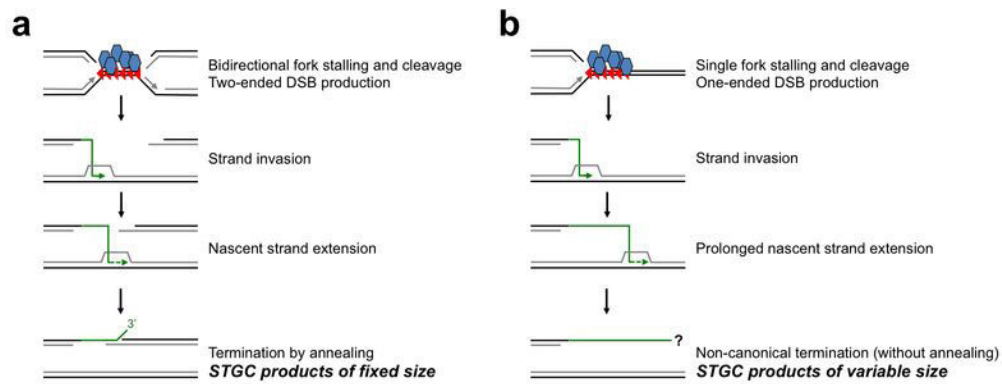 a
Bidirectional fork stalling and cleavage
Two-ended DSB production
Strand invasion
Nascent strand extension
3′
Termination by annealing
STGC products of fixed size
b
Single fork stalling and cleavage
One-ended DSB production
Strand invasion
Prolonged nascent strand extension
?
Non-canonical termination (without annealing)
STGC products of variable size